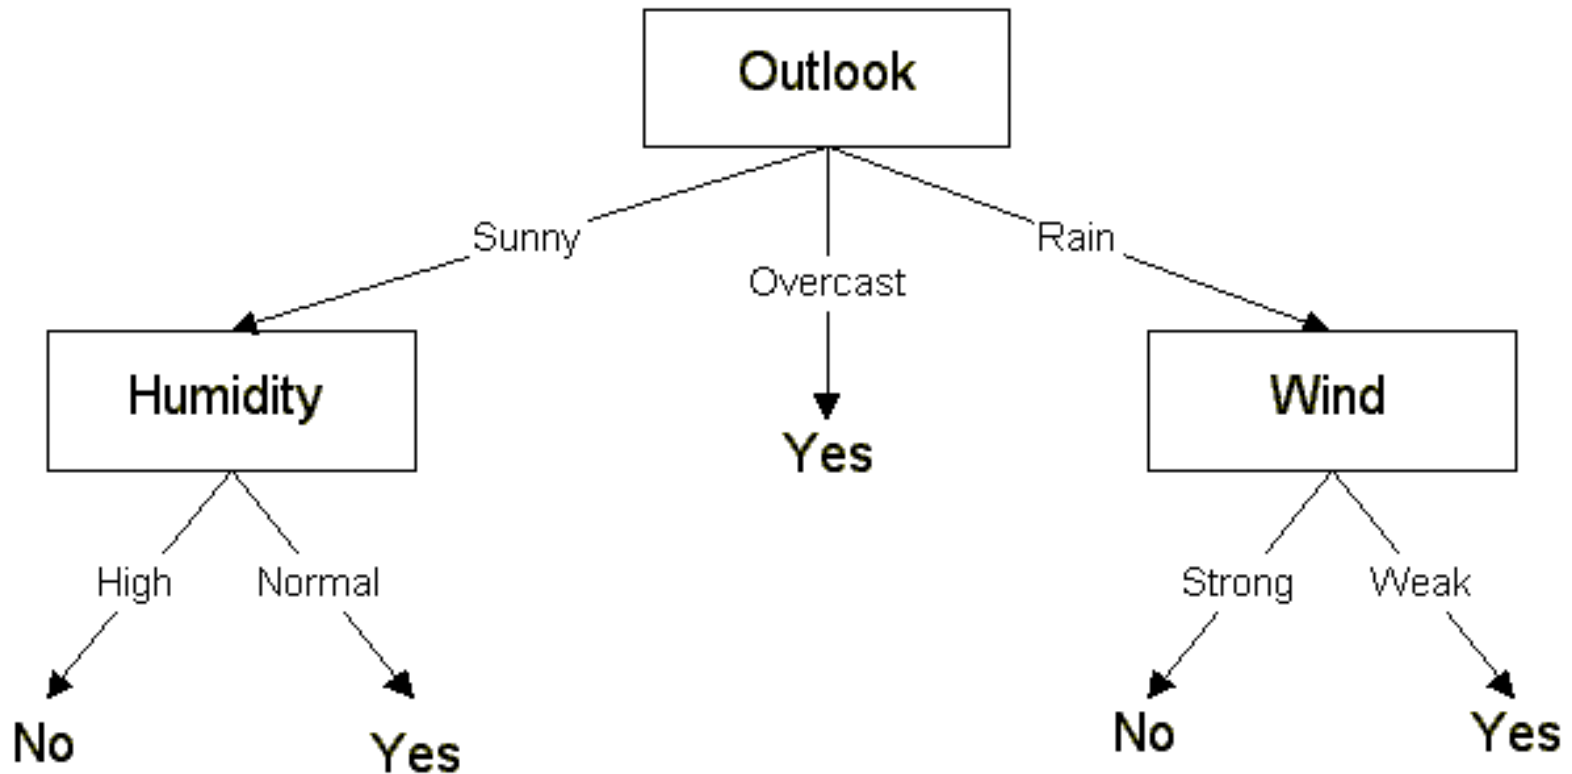 Outlook
Sunny
Overcast
Rain
Humidity
Yes
Wind
High
Normal
Strong
Weak
No
Yes
No
Yes